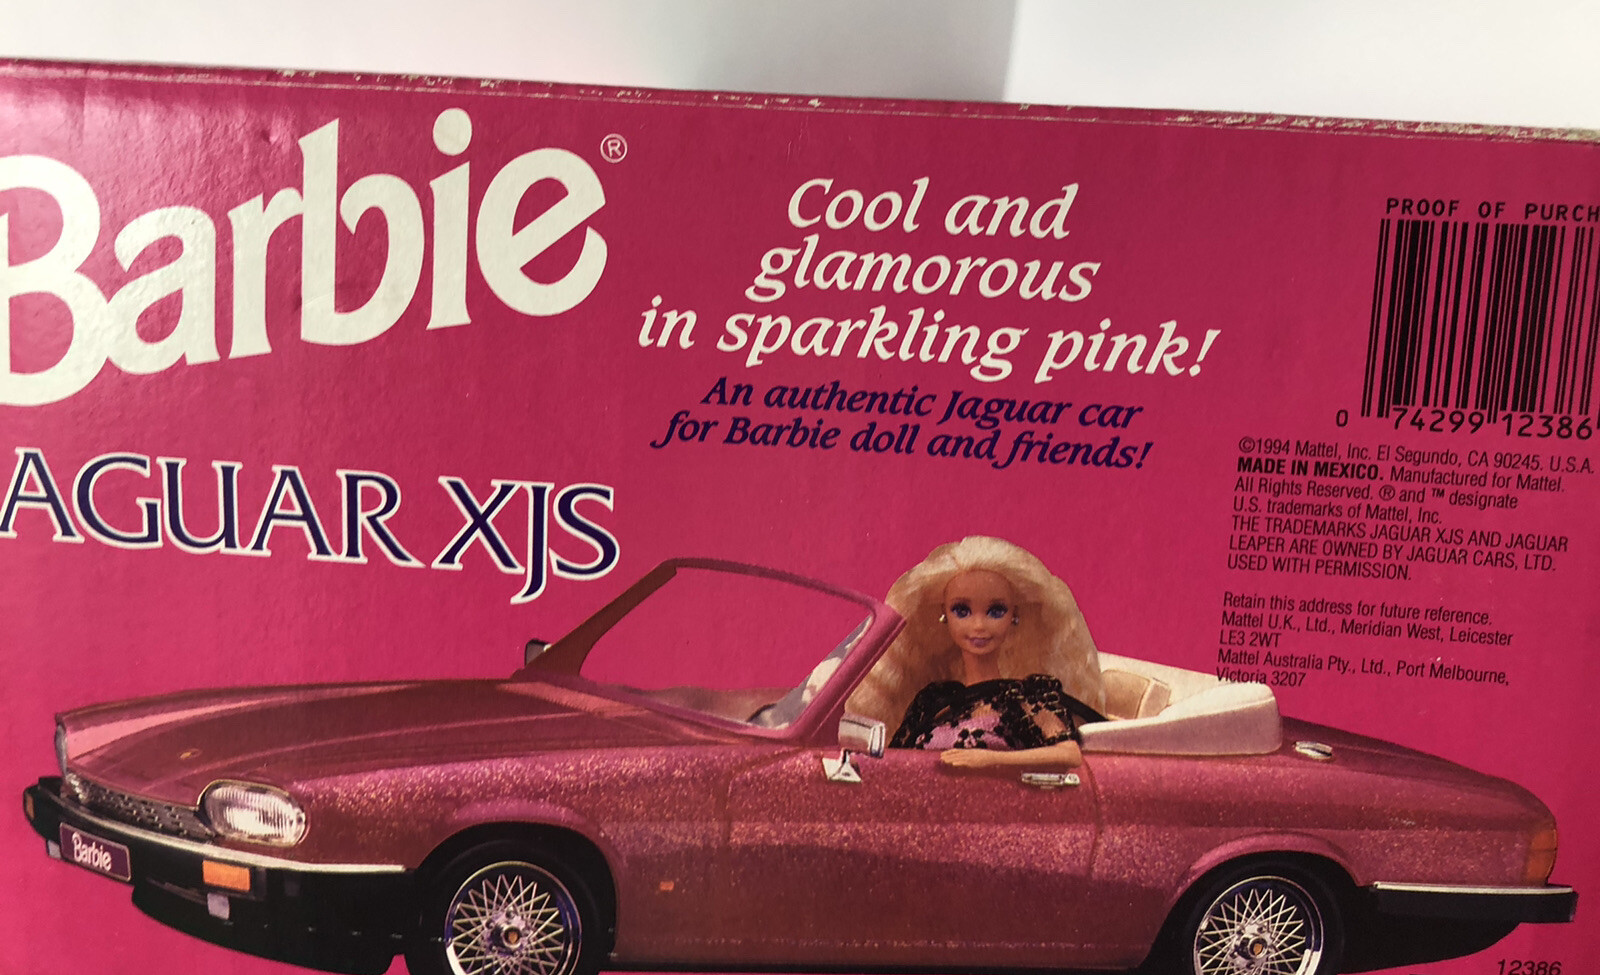 Barbie®
AGUAR XJS
Cool and
glamorous
in sparkling pink!
An authentic Jaguar car
for Barbie doll and friends!
PROOF OF PURCH
0 74299 12386
©1994 Mattel, Inc. El Segundo, CA 90245. U.S.A.
MADE IN MEXICO. Manufactured for Mattel.
All Rights Reserved. ® and ™ designate
U.S. trademarks of Mattel, Inc.
THE TRADEMARKS JAGUAR XJS AND JAGUAR
LEAPER ARE OWNED BY JAGUAR CARS, LTD.
USED WITH PERMISSION.
Retain this address for future reference.
Mattel U.K., Ltd., Meridian West, Leicester
LE3 2WT
Mattel Australia Pty., Ltd., Port Melbourne,
Victoria 3207
Barbie
12386